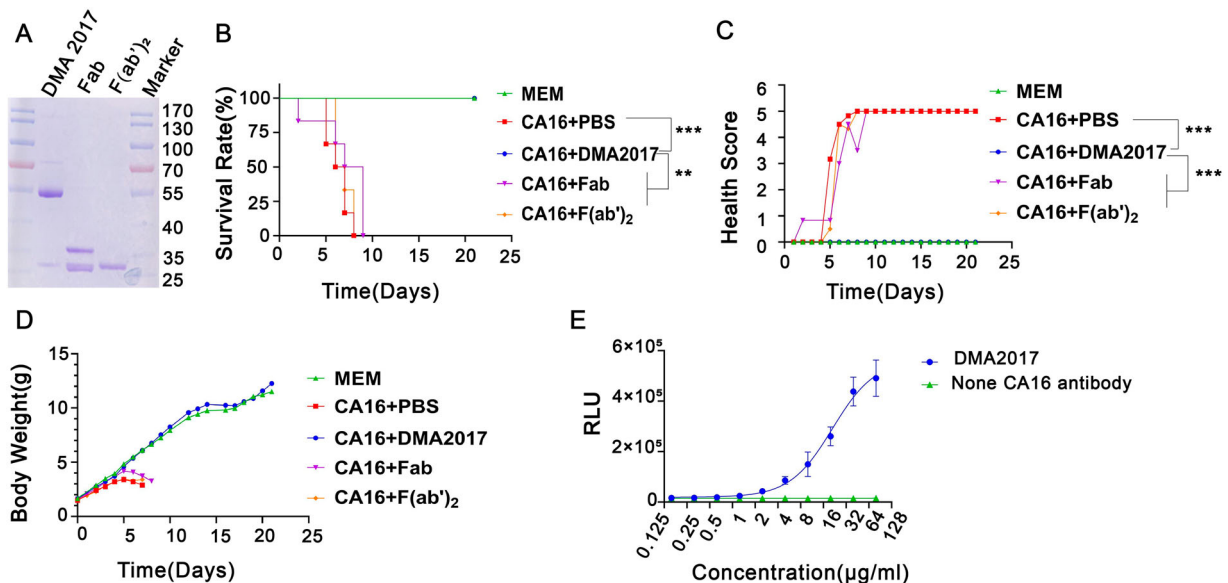 A
DMA 2017
Fab
F(ab')₂
Marker
170
130
100
70
55
40
35
25
B
Survival Rate(%)
100
75
50
25
0
0 5 10 15 20 25
Time(Days)
MEM
CA16+PBS
CA16+DMA2017
CA16+Fab
CA16+F(ab')₂
***
**
C
Health Score
6
5
4
3
2
1
0
0 5 10 15 20 25
Time(Days)
MEM
CA16+PBS
CA16+DMA2017
CA16+Fab
CA16+F(ab')₂
***
***
D
Body Weight(g)
15
10
5
0
0 5 10 15 20 25
Time(Days)
MEM
CA16+PBS
CA16+DMA2017
CA16+Fab
CA16+F(ab')₂
E
RLU
6×10⁵
4×10⁵
2×10⁵
0
0.125 0.25 0.5 1 2 4 8 16 32 64 128
Concentration(μg/ml)
DMA2017
None CA16 antibody